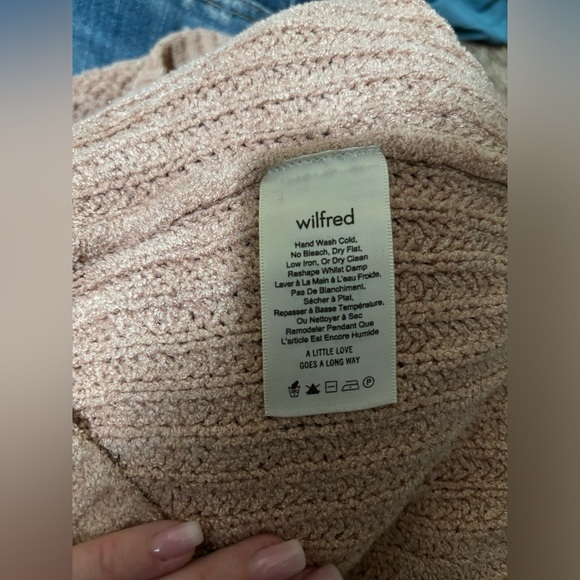 wilfred
Hand Wash Cold,
No Bleach, Dry Flat,
Low Iron, Or Dry Clean
Reshape Whilst Damp
Laver à La Main à L'eau Froide,
Pas De Blanchiment,
Sècher à Plat,
Repasser à Basse Température,
Ou Nettoyer à Sec
Remodeler Pendant Que
L'article Est Encore Humide
A LITTLE LOVE
GOES A LONG WAY
P